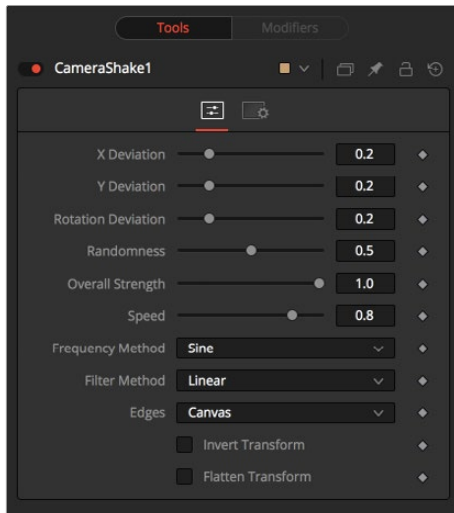 Tools Modifiers
CameraShake1
X Deviation 0.2
Y Deviation 0.2
Rotation Deviation 0.2
Randomness 0.5
Overall Strength 1.0
Speed 0.8
Frequency Method Sine
Filter Method Linear
Edges Canvas
Invert Transform
Flatten Transform